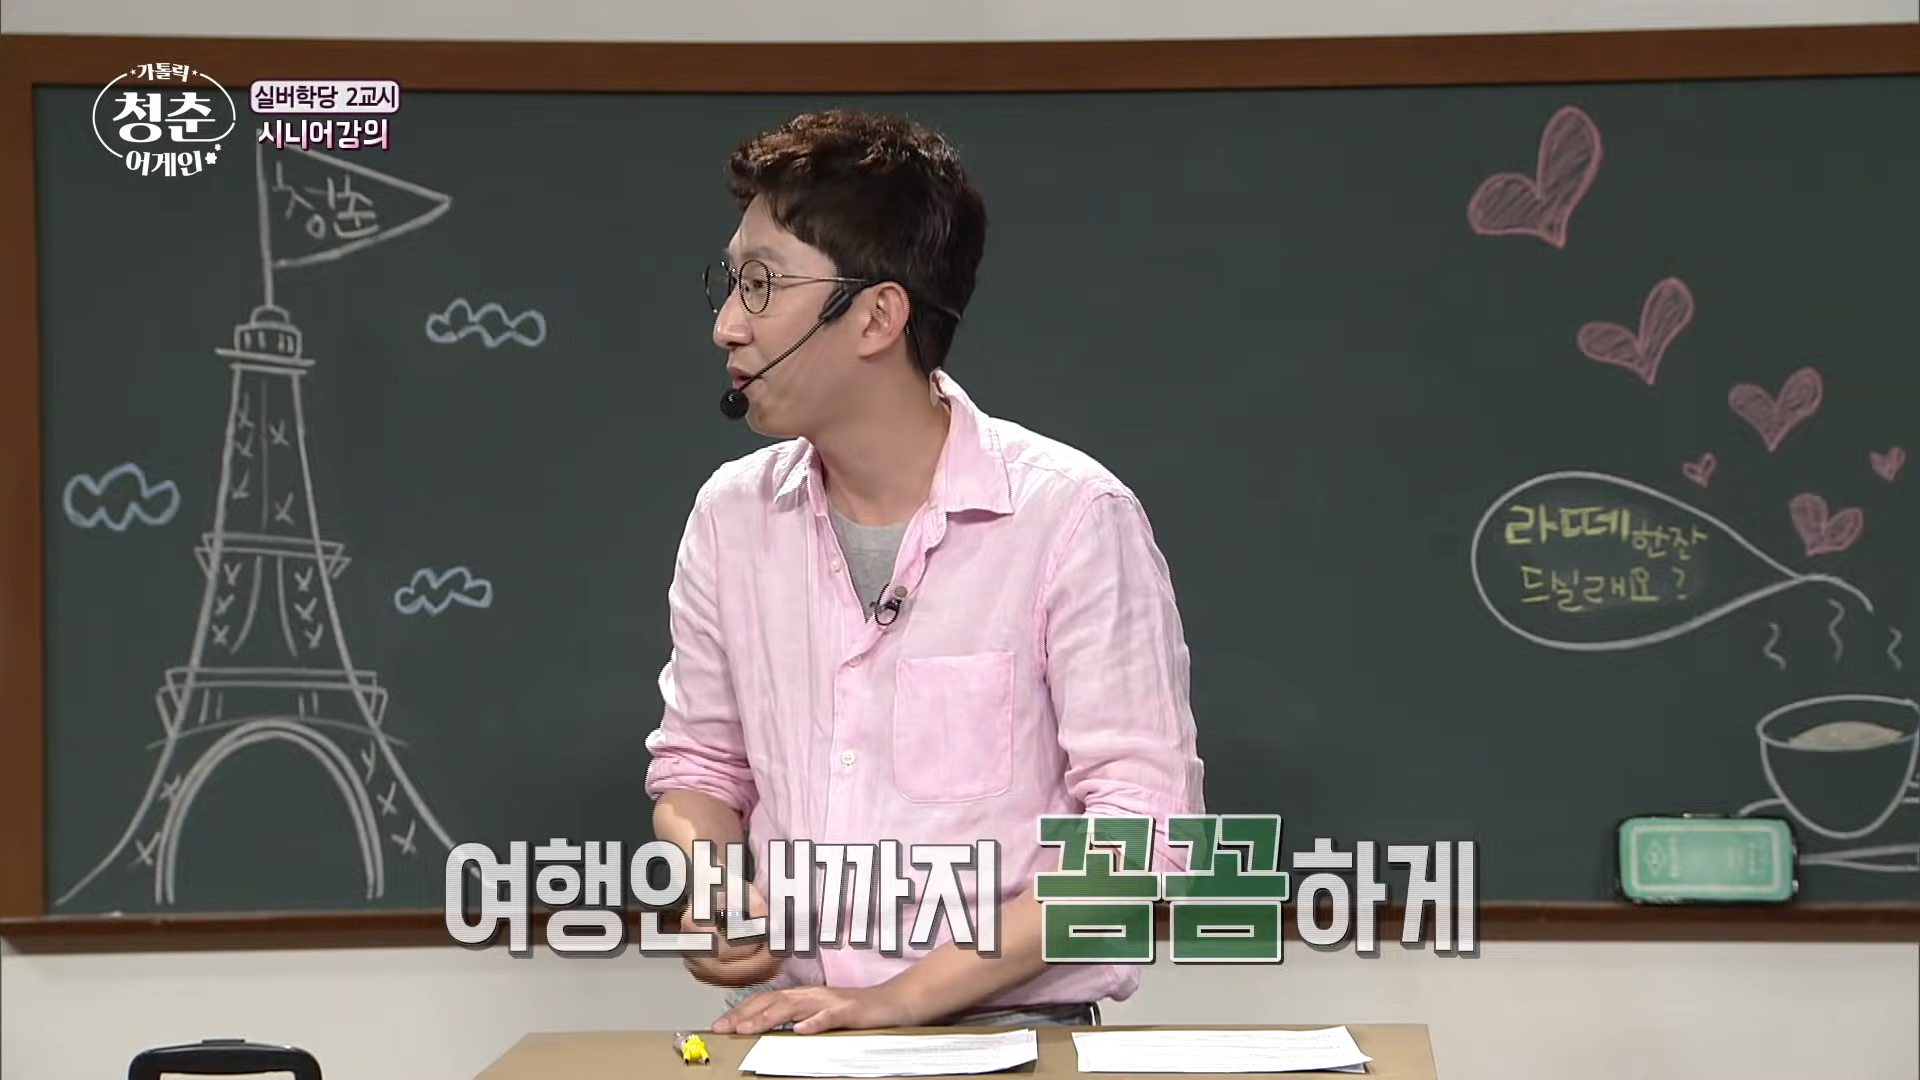 가톨릭
청춘
어게인
실버학당 2교시
시니어강의
청춘
라떼한잔
드실래요?
여행안내까지 꼼꼼하게